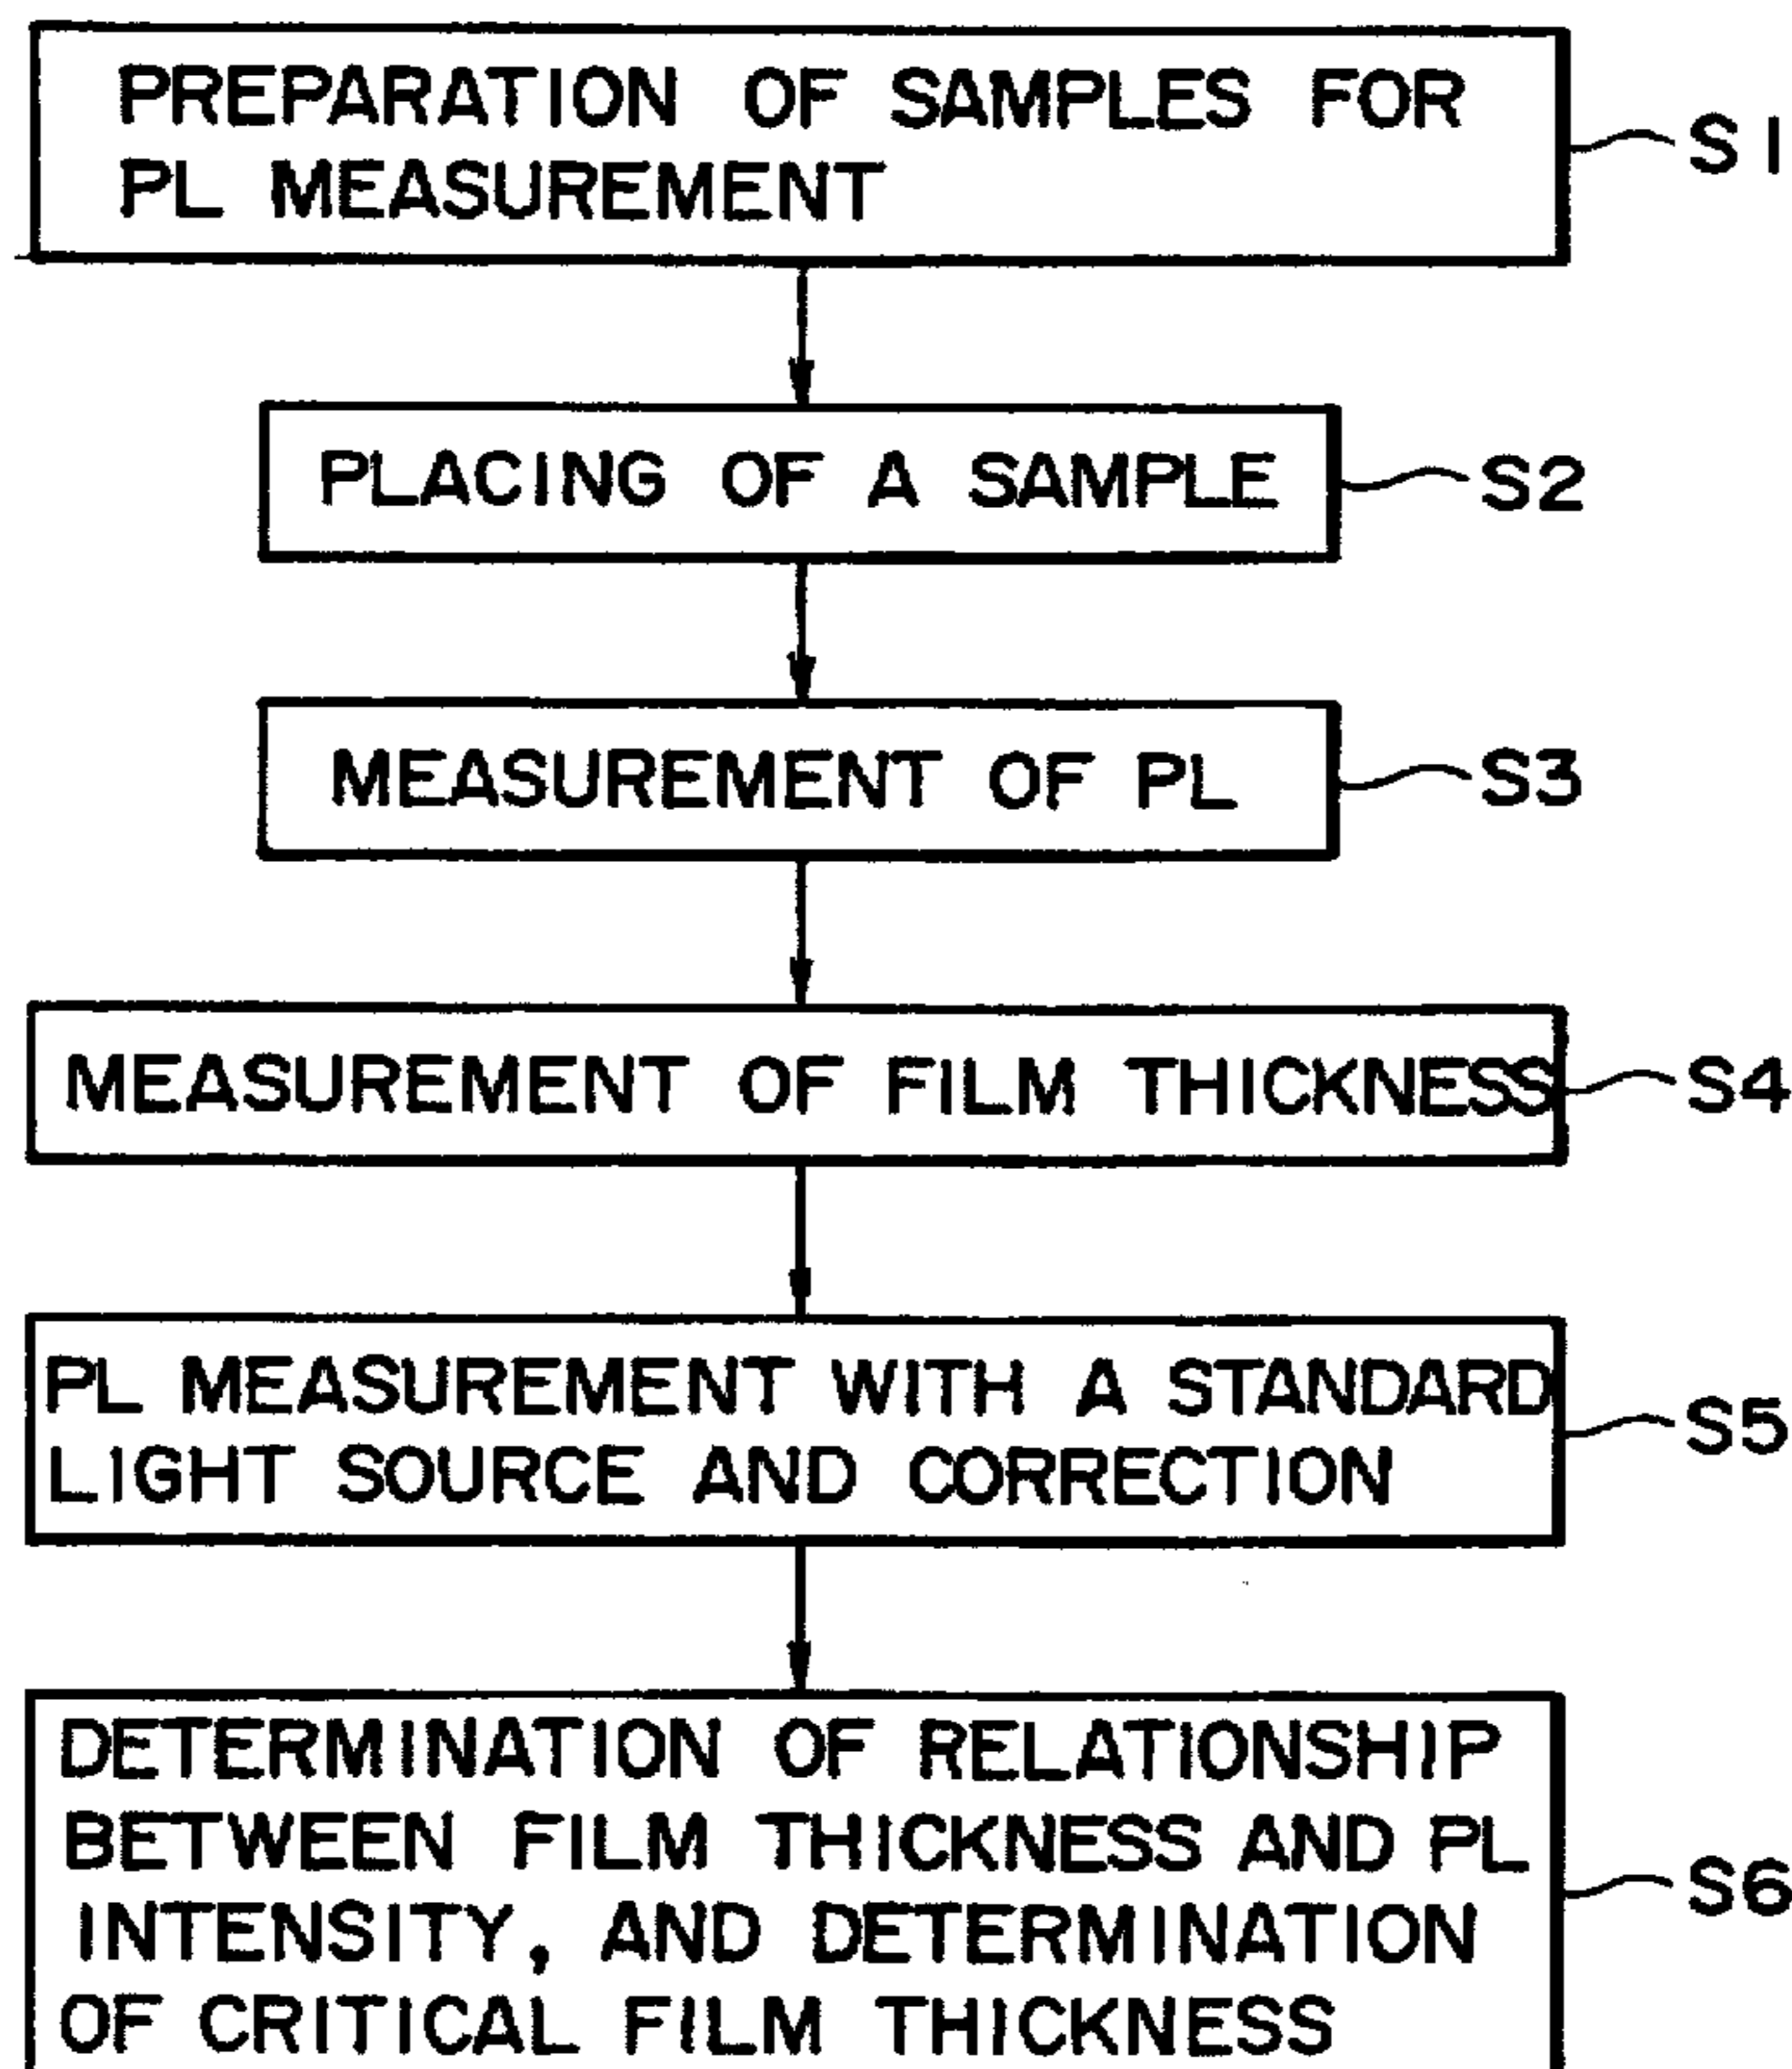 PREPARATION OF SAMPLES FOR
PL MEASUREMENT
S1
PLACING OF A SAMPLE
S2
MEASUREMENT OF PL
S3
MEASUREMENT OF FILM THICKNESS
S4
PL MEASUREMENT WITH A STANDARD
LIGHT SOURCE AND CORRECTION
S5
DETERMINATION OF RELATIONSHIP
BETWEEN FILM THICKNESS AND PL
INTENSITY, AND DETERMINATION
OF CRITICAL FILM THICKNESS
S6